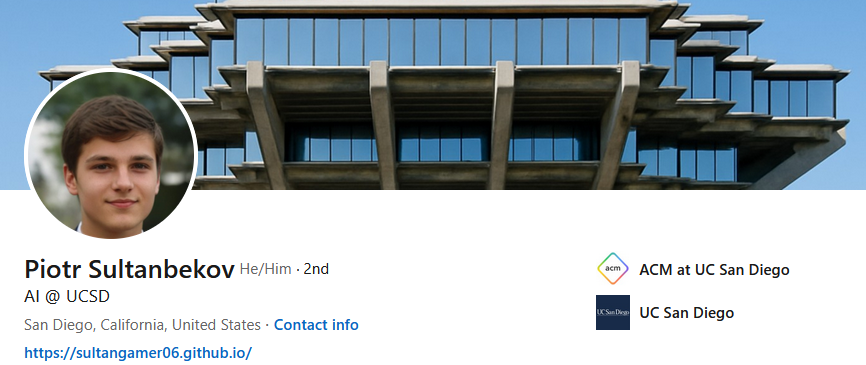 Piotr Sultanbekov He/Him · 2nd
AI @ UCSD
San Diego, California, United States · Contact info
https://sultangamer06.github.io/
acm
ACM at UC San Diego
UC San Diego
UC San Diego